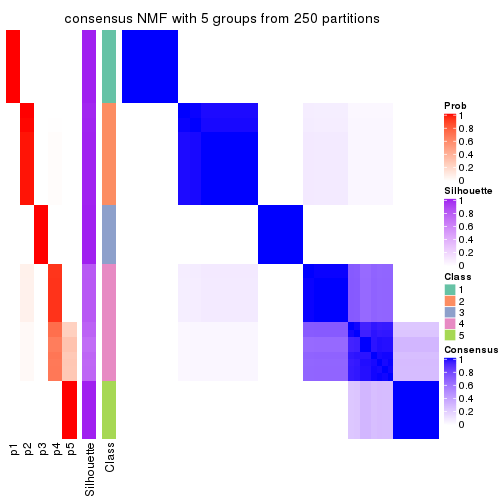 consensus NMF with 5 groups from 250 partitions
Prob
1
0.8
0.6
0.4
0.2
0
Silhouette
1
0.8
0.6
0.4
0.2
0
Class
1
2
3
4
5
Consensus
1
0.8
0.6
0.4
0.2
0
p1
p2
p3
p4
p5
Silhouette
Class